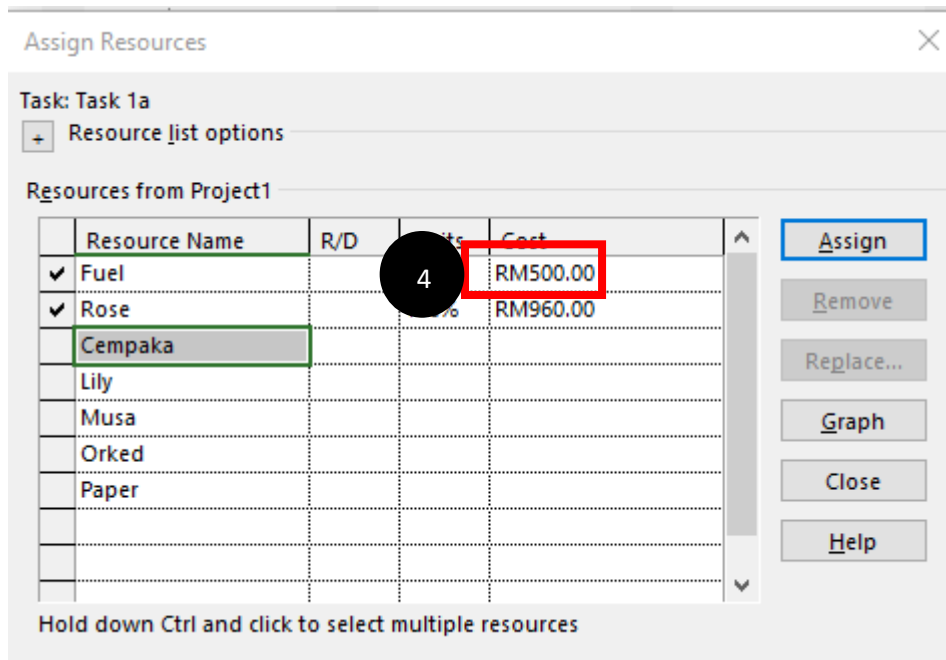 Assign Resources
Task: Task 1a
+ Resource list options
Resources from Project1
Resource Name R/D Cost
Fuel 4 RM500.00
Rose RM960.00
Cempaka
Lily
Musa
Orked
Paper
Assign
Remove
Replace...
Graph
Close
Help
Hold down Ctrl and click to select multiple resources